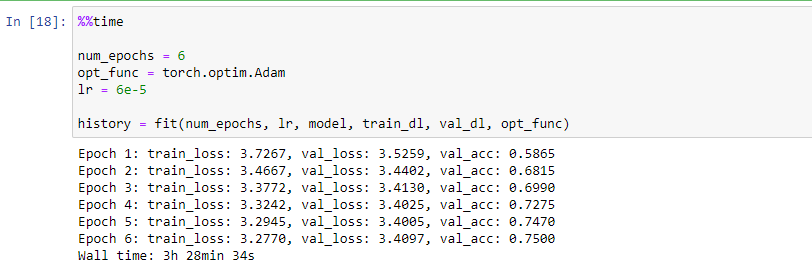 In [18]: %%time
num_epochs = 6
opt_func = torch.optim.Adam
lr = 6e-5
history = fit(num_epochs, lr, model, train_dl, val_dl, opt_func)
Epoch 1: train_loss: 3.7267, val_loss: 3.5259, val_acc: 0.5865
Epoch 2: train_loss: 3.4667, val_loss: 3.4402, val_acc: 0.6815
Epoch 3: train_loss: 3.3772, val_loss: 3.4130, val_acc: 0.6990
Epoch 4: train_loss: 3.3242, val_loss: 3.4025, val_acc: 0.7275
Epoch 5: train_loss: 3.2945, val_loss: 3.4005, val_acc: 0.7470
Epoch 6: train_loss: 3.2770, val_loss: 3.4097, val_acc: 0.7500
Wall time: 3h 28min 34s